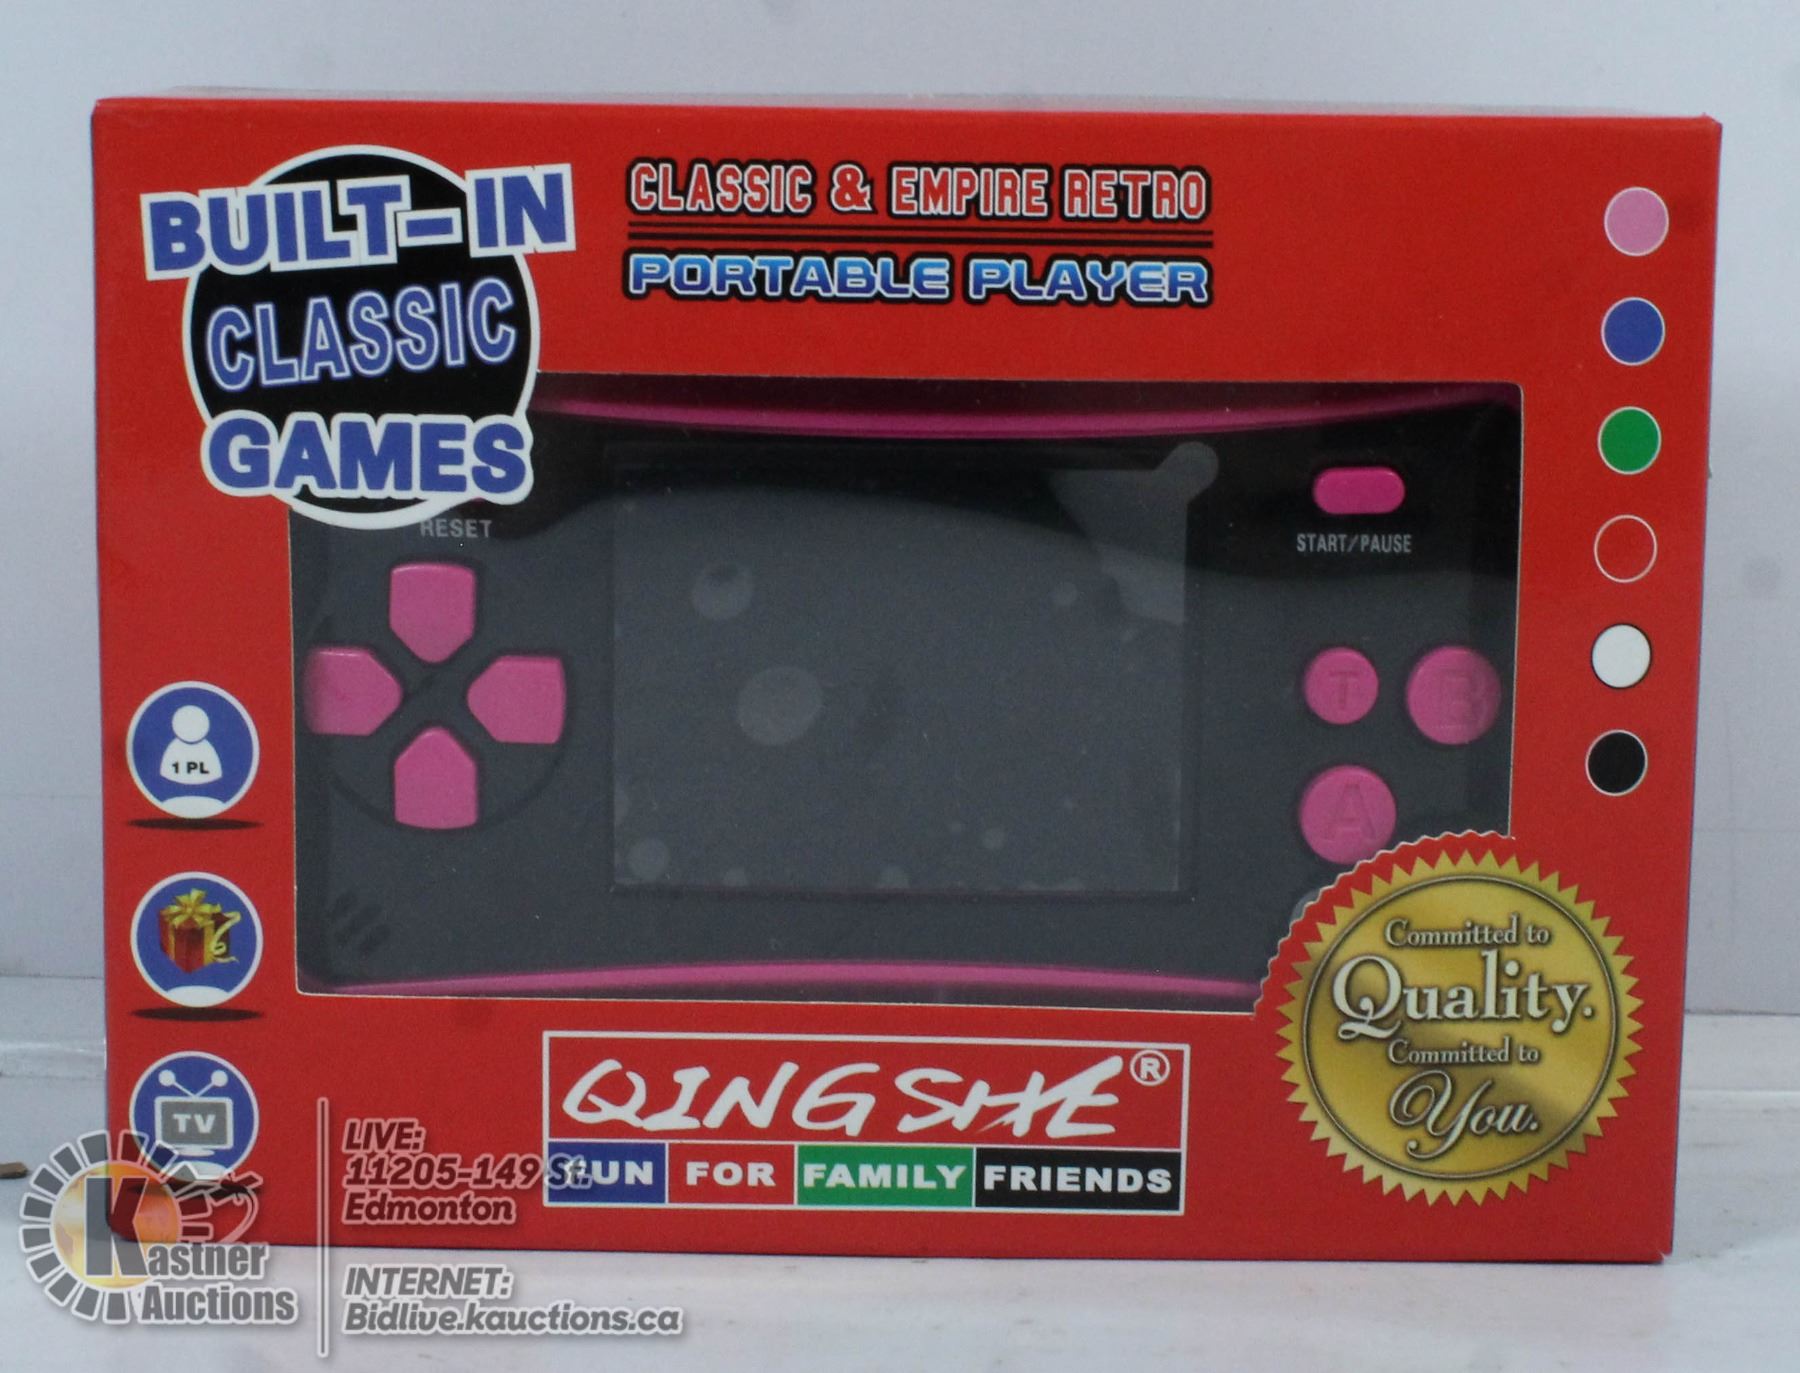 BUILT-IN
CLASSIC
GAMES
CLASSIC & EMPIRE RETRO
PORTABLE PLAYER
RESET
START/PAUSE
T
B
A
1 PL
TV
QINGSHE®
FUN FOR FAMILY FRIENDS
Committed to
Quality.
Committed to
You.
Kastner
Auctions
LIVE:
11205-149 St.
Edmonton
INTERNET:
Bidlive.kauctions.ca